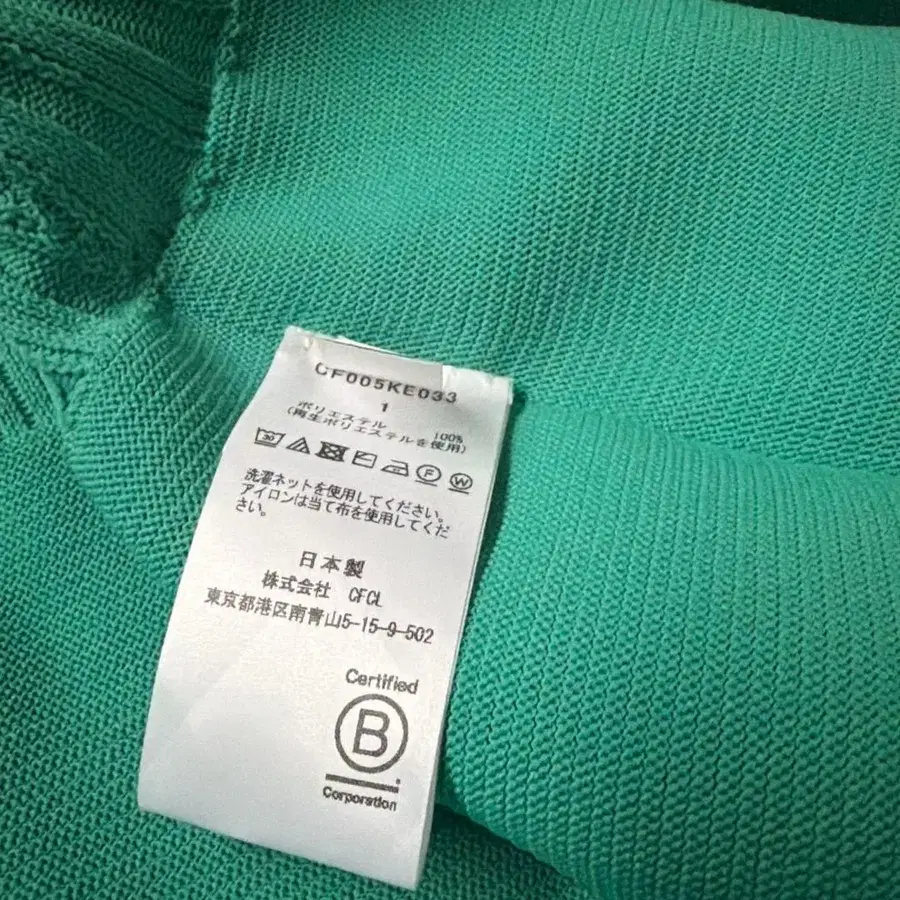 CF005KE033
1
ポリエステル 100%
(再生ポリエステルを使用)
30 F W
洗濯ネットを使用してください。
アイロンは当て布を使用してくだ
さい。
日本製
株式会社 CFCL
東京都港区南青山5-15-9-502
Certified
B
Corporation